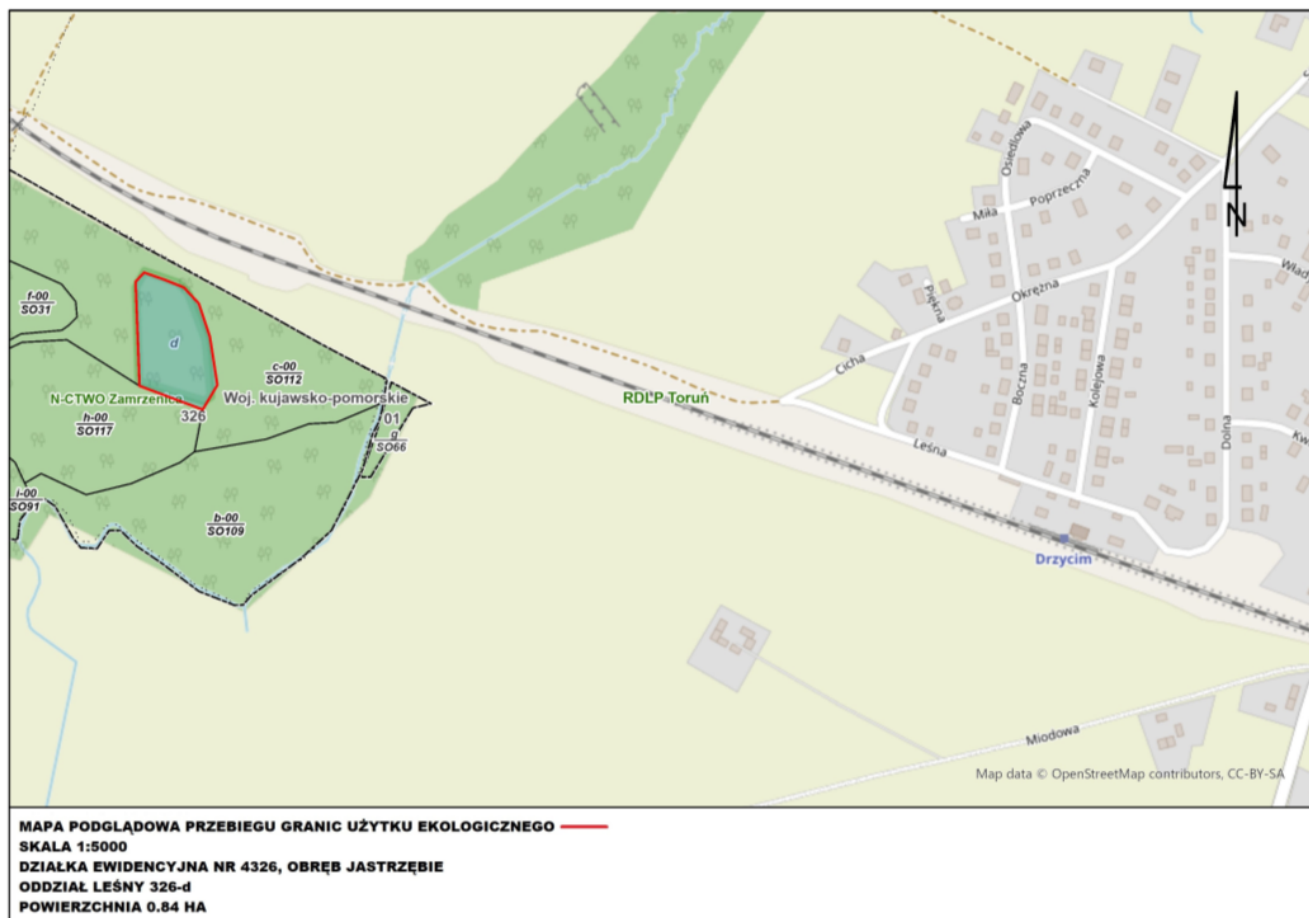 Osiedlowa
Poprzeczna
Miła
N
Włady
Piękna
Okrężna
f-00
SO31
d
Cicha
Boczna
Kolejowa
c-00
SO112
N-CTWO Zamrzenica
Woj. kujawsko-pomorskie
RDLP Toruń
h-00
SO117
326
01
g
SO66
Dolna
Kw
Leśna
i-00
SO91
b-00
SO109
Drzycim
Miodowa
Map data © OpenStreetMap contributors, CC-BY-SA
MAPA PODGLĄDOWA PRZEBIEGU GRANIC UŻYTKU EKOLOGICZNEGO
SKALA 1:5000
DZIAŁKA EWIDENCYJNA NR 4326, OBRĘB JASTRZĘBIE
ODDZIAŁ LEŚNY 326-d
POWIERZCHNIA 0.84 HA